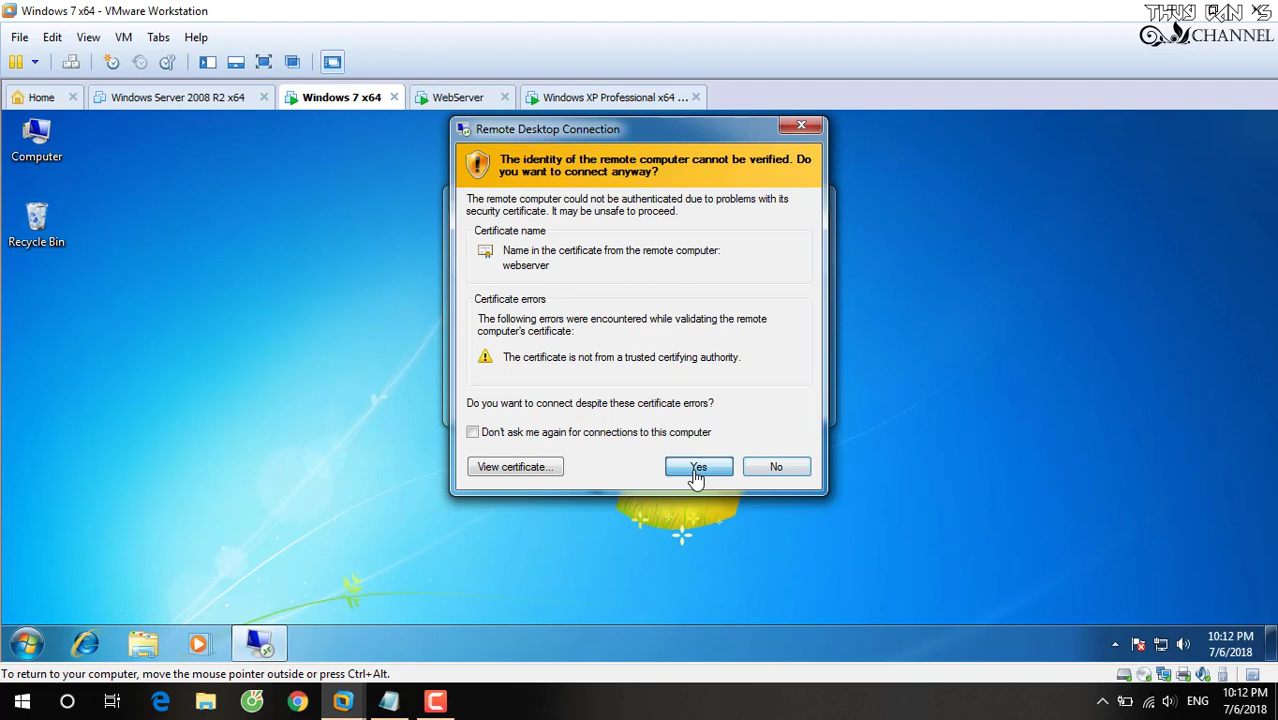 Windows 7 x64 - VMware Workstation
THUY WIN'S
CHANNEL
File Edit View VM Tabs Help
Home Windows Server 2008 R2 x64 Windows 7 x64 WebServer Windows XP Professional x64 ...
Computer
Recycle Bin
Remote Desktop Connection
The identity of the remote computer cannot be verified. Do
you want to connect anyway?
The remote computer could not be authenticated due to problems with its
security certificate. It may be unsafe to proceed.
Certificate name
Name in the certificate from the remote computer:
webserver
Certificate errors
The following errors were encountered while validating the remote
computer's certificate:
The certificate is not from a trusted certifying authority.
Do you want to connect despite these certificate errors?
Don't ask me again for connections to this computer
View certificate... Yes No
10:12 PM
7/6/2018
To return to your computer, move the mouse pointer outside or press Ctrl+Alt.
ENG
10:12 PM
7/6/2018